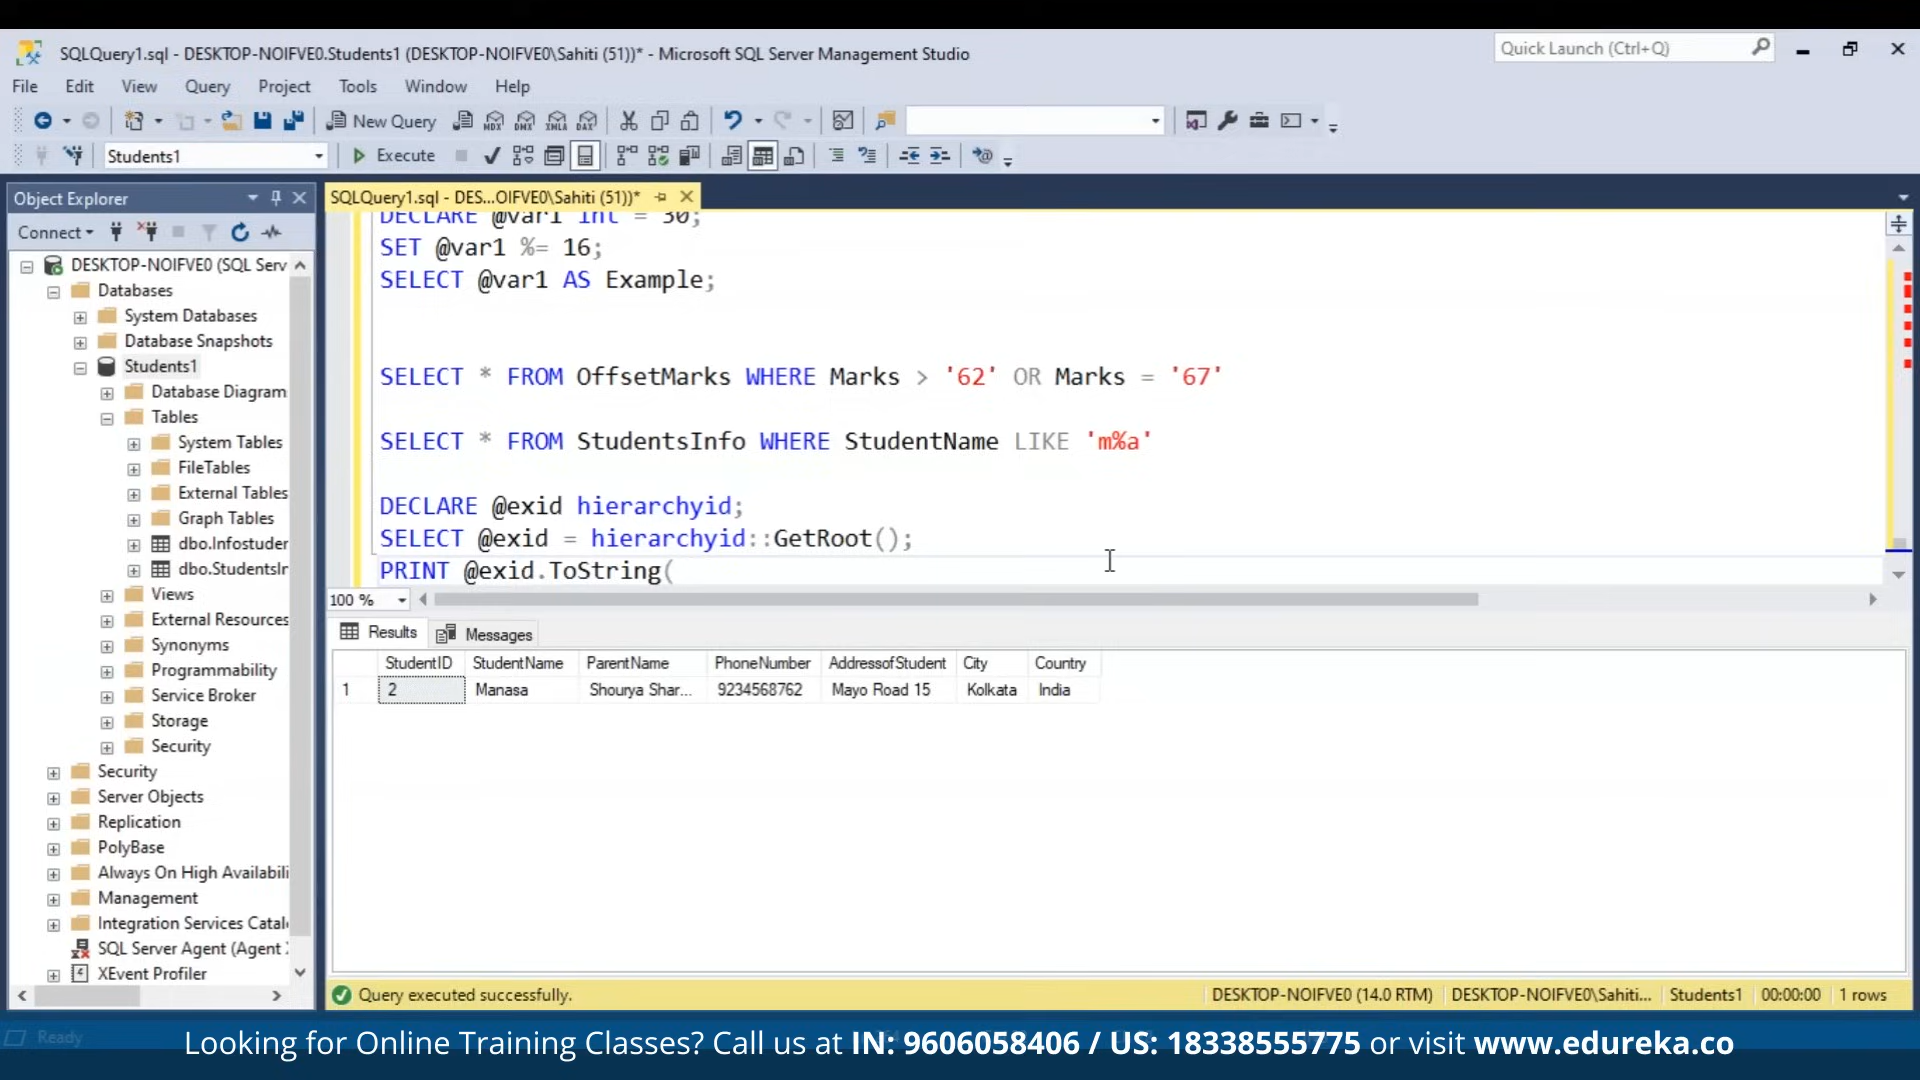 SQLQuery1.sql - DESKTOP-NOIFVE0.Students1 (DESKTOP-NOIFVE0\Sahiti (51))* - Microsoft SQL Server Management Studio
Quick Launch (Ctrl+Q)
File Edit View Query Project Tools Window Help
New Query
MDX DMX XMLA DAX
Students1
Execute
Object Explorer
SQLQuery1.sql - DES...OIFVE0\Sahiti (51))*
Connect
DESKTOP-NOIFVE0 (SQL Serv
Databases
System Databases
Database Snapshots
Students1
Database Diagram
Tables
System Tables
FileTables
External Tables
Graph Tables
dbo.Infostuder
dbo.StudentsIr
Views
External Resources
Synonyms
Programmability
Service Broker
Storage
Security
Security
Server Objects
Replication
PolyBase
Always On High Availabili
Management
Integration Services Catal
SQL Server Agent (Agent
XEvent Profiler
DECLARE @var1 int = 30;
SET @var1 %= 16;
SELECT @var1 AS Example;
SELECT * FROM OffsetMarks WHERE Marks > '62' OR Marks = '67'
SELECT * FROM StudentsInfo WHERE StudentName LIKE 'm%a'
DECLARE @exid hierarchyid;
SELECT @exid = hierarchyid::GetRoot();
PRINT @exid.ToString(
100 %
Results Messages
StudentID StudentName ParentName PhoneNumber AddressofStudent City Country
1 2 Manasa Shourya Shar... 9234568762 Mayo Road 15 Kolkata India
Query executed successfully.
DESKTOP-NOIFVE0 (14.0 RTM) DESKTOP-NOIFVE0\Sahiti... Students1 00:00:00 1 rows
Ready
Looking for Online Training Classes? Call us at IN: 9606058406 / US: 18338555775 or visit www.edureka.co